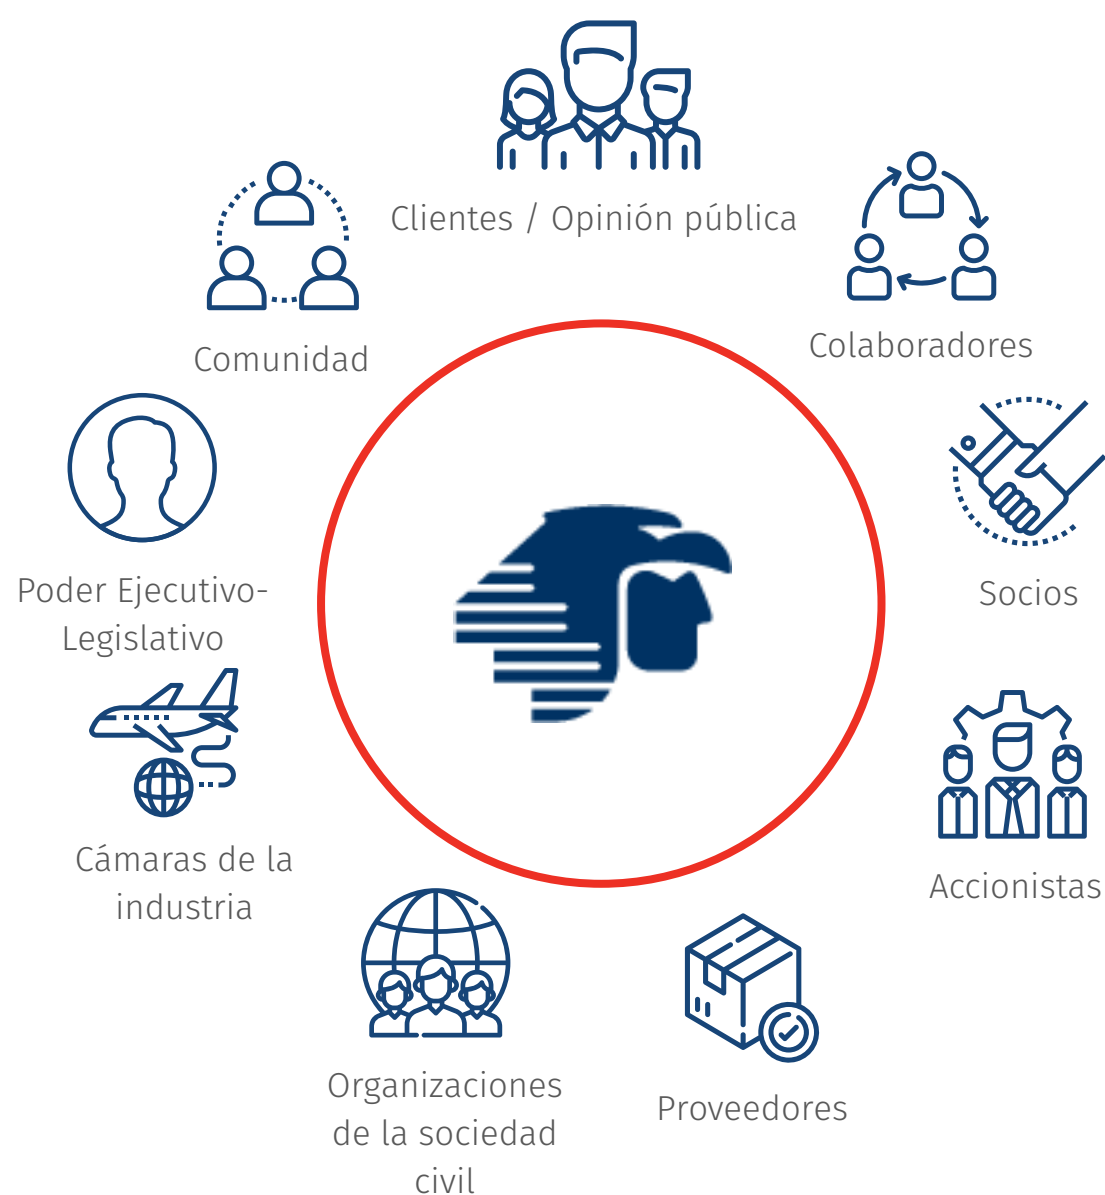 Clientes / Opinión pública
Colaboradores
Comunidad
Socios
Poder Ejecutivo-
Legislativo
Cámaras de la
industria
Accionistas
Organizaciones
de la sociedad
civil
Proveedores